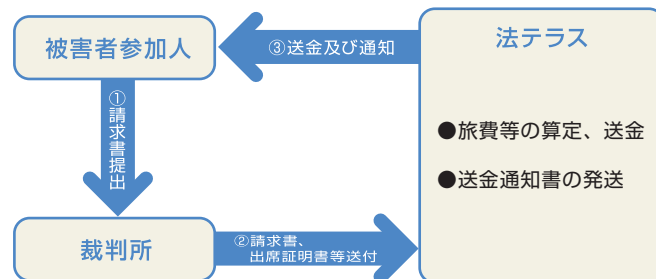 被害者参加人
③送金及び通知
法テラス
①請求書提出
●旅費等の算定、送金
●送金通知書の発送
裁判所
②請求書、
出席証明書等送付